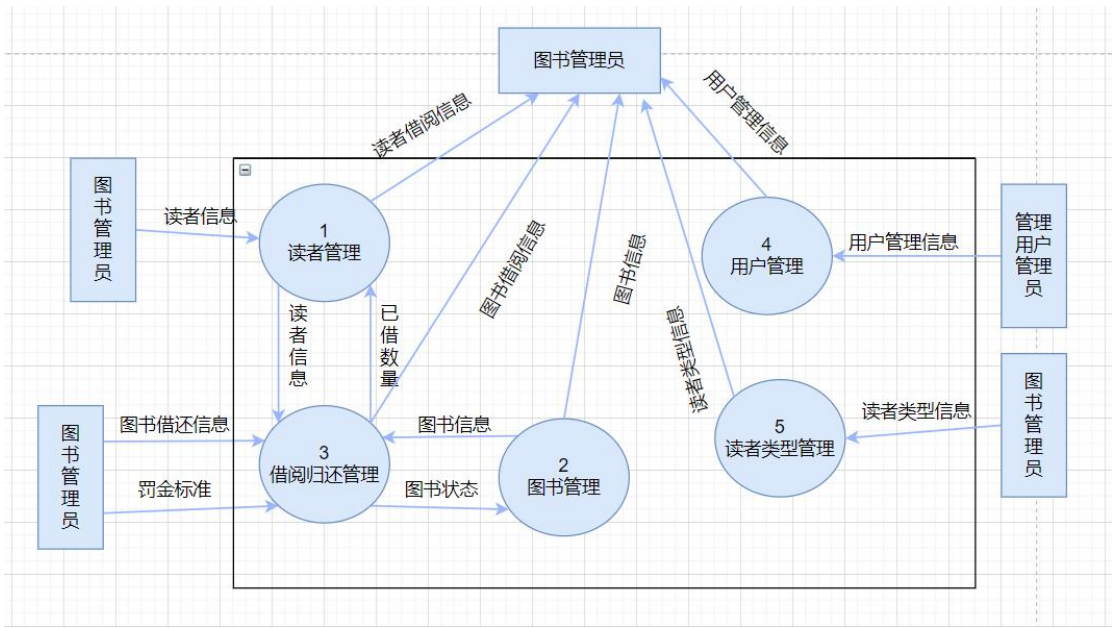 图书管理员
用户管理信息
读者借阅信息
图书管理员
读者信息
1
读者管理
图书借阅信息
图书信息
4
用户管理
用户管理信息
管理用户管理员
读者信息
已借数量
读者类型信息
图书管理员
图书借还信息
罚金标准
3
借阅归还管理
图书信息
图书状态
2
图书管理
5
读者类型管理
读者类型信息
图书管理员